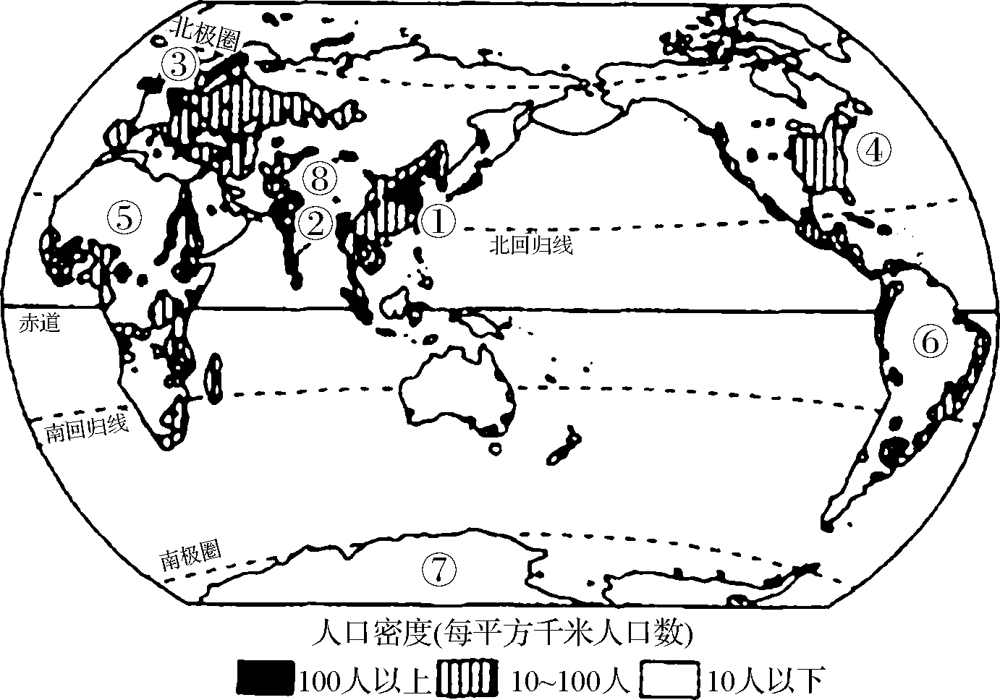 北极圈
③
④
⑧
⑤
②
①
北回归线
赤道
⑥
南回归线
南极圈
⑦
人口密度(每平方千米人口数)
100人以上 10~100人 10人以下